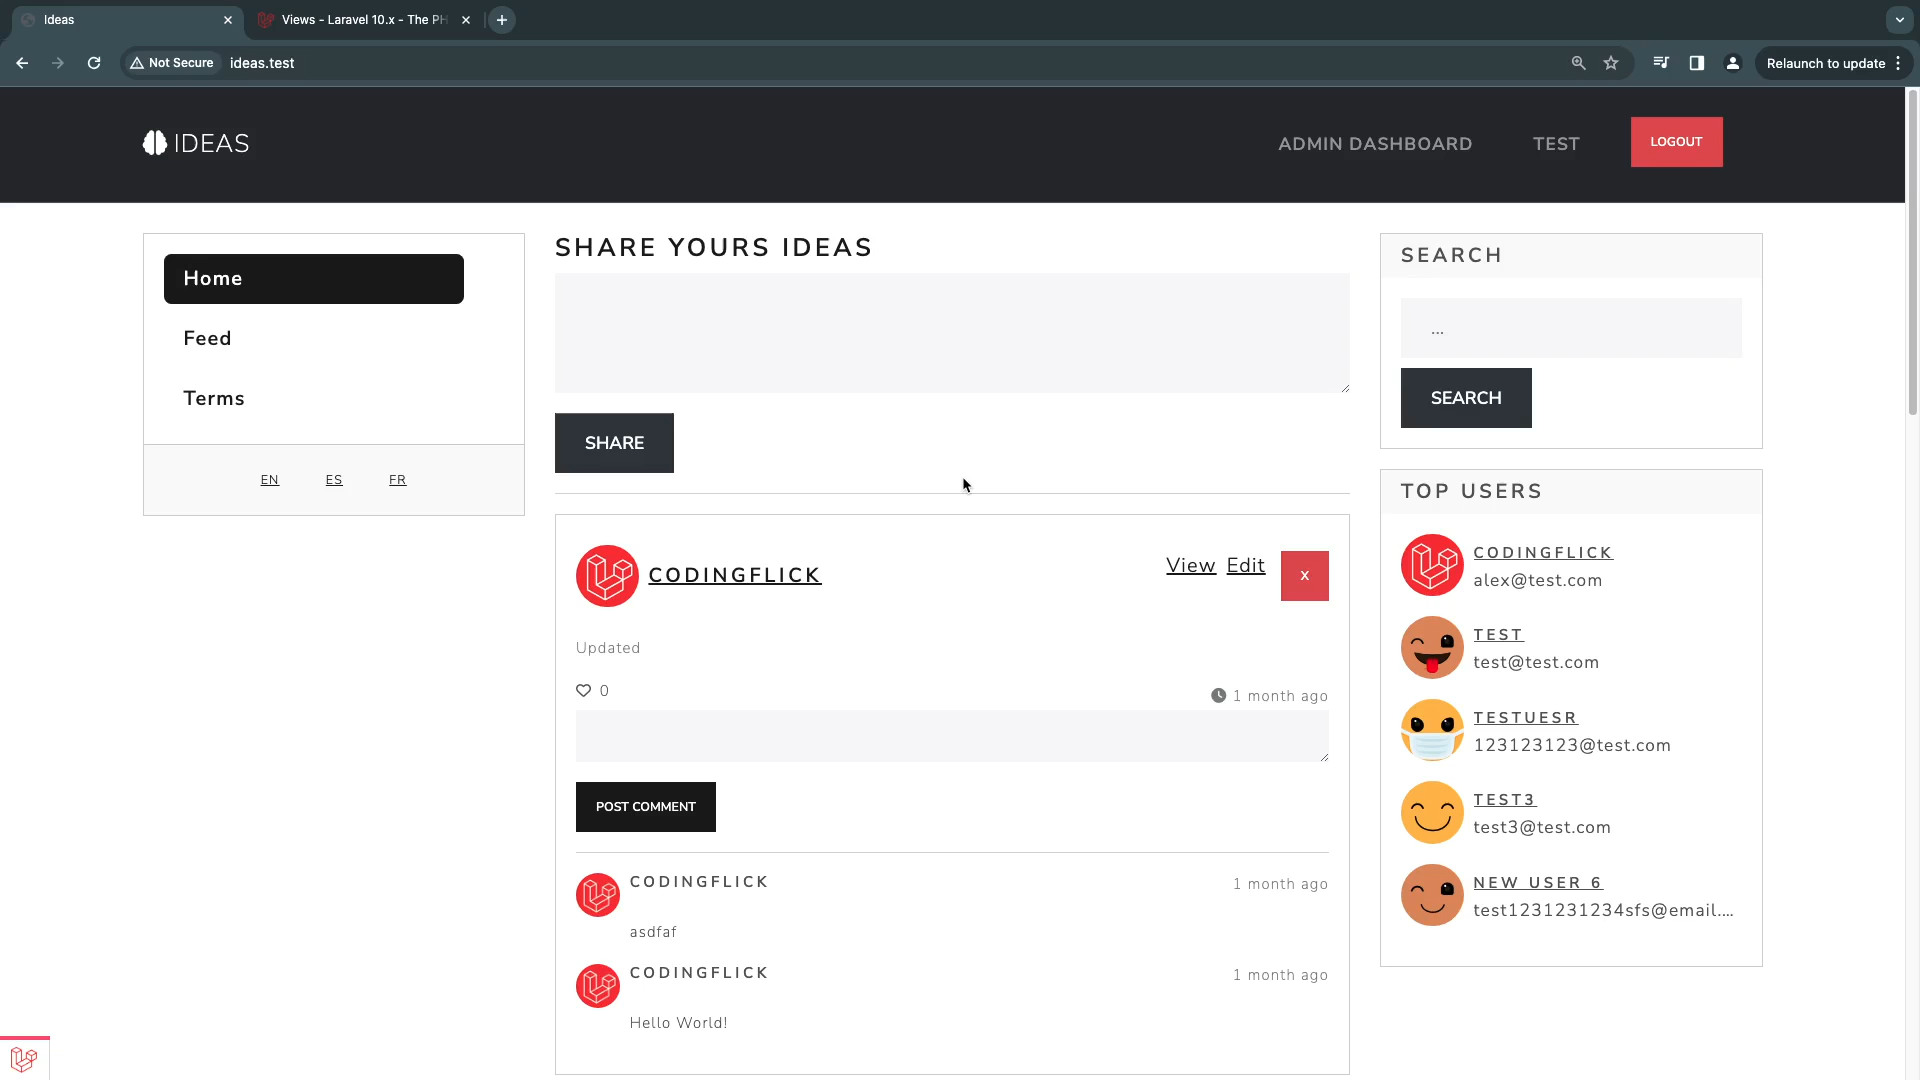 Ideas
Views - Laravel 10.x - The PH
Not Secure
ideas.test
Relaunch to update
IDEAS
ADMIN DASHBOARD
TEST
LOGOUT
Home
Feed
Terms
EN
ES
FR
SHARE YOURS IDEAS
SHARE
CODINGFLICK
View
Edit
X
Updated
0
1 month ago
POST COMMENT
CODINGFLICK
1 month ago
asdfaf
CODINGFLICK
1 month ago
Hello World!
SEARCH
...
SEARCH
TOP USERS
CODINGFLICK
alex@test.com
TEST
test@test.com
TESTUESR
123123123@test.com
TEST3
test3@test.com
NEW USER 6
test1231231234sfs@email....